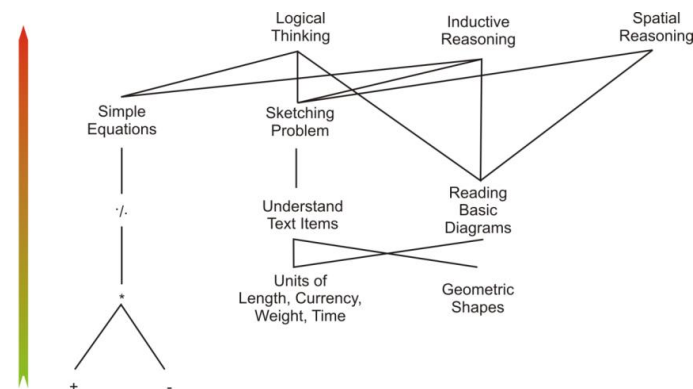 Logical
Thinking
Inductive
Reasoning
Spatial
Reasoning
Simple
Equations
Sketching
Problem
Understand
Text Items
Reading
Basic
Diagrams
·/.
Units of
Length, Currency,
Weight, Time
Geometric
Shapes
*
+
-